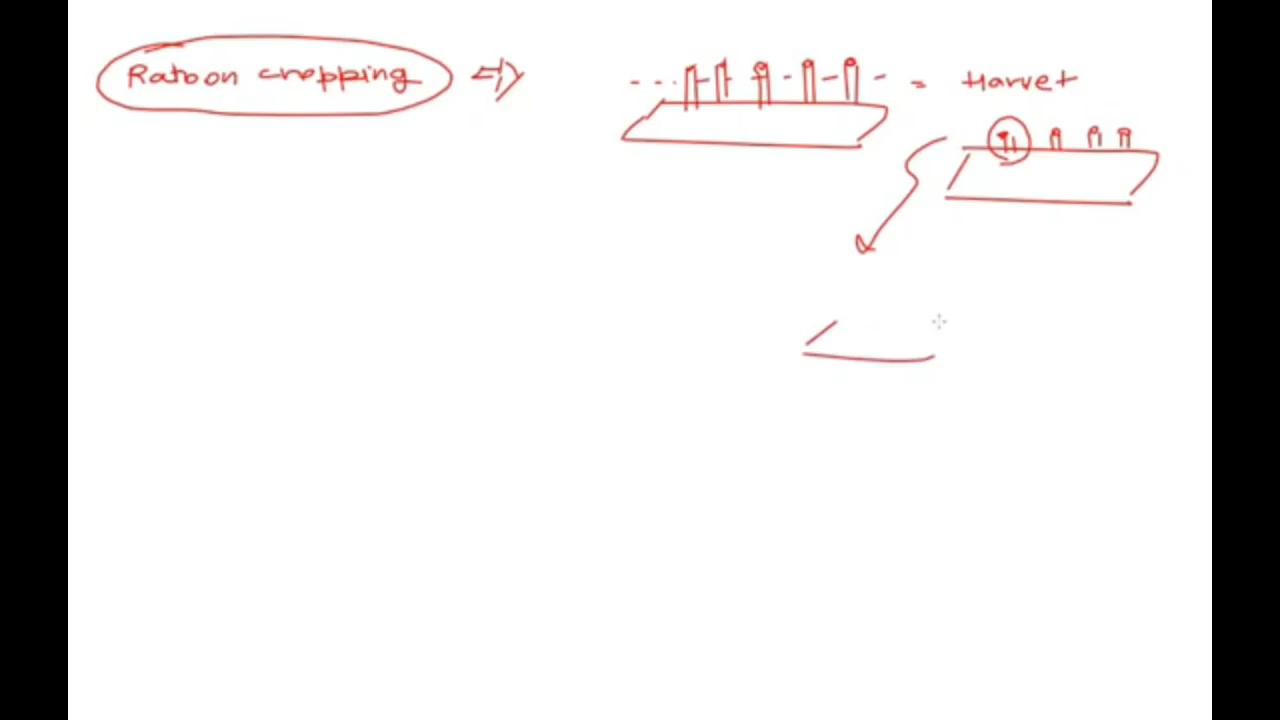 Ratoon cropping ⇒
= Harvet